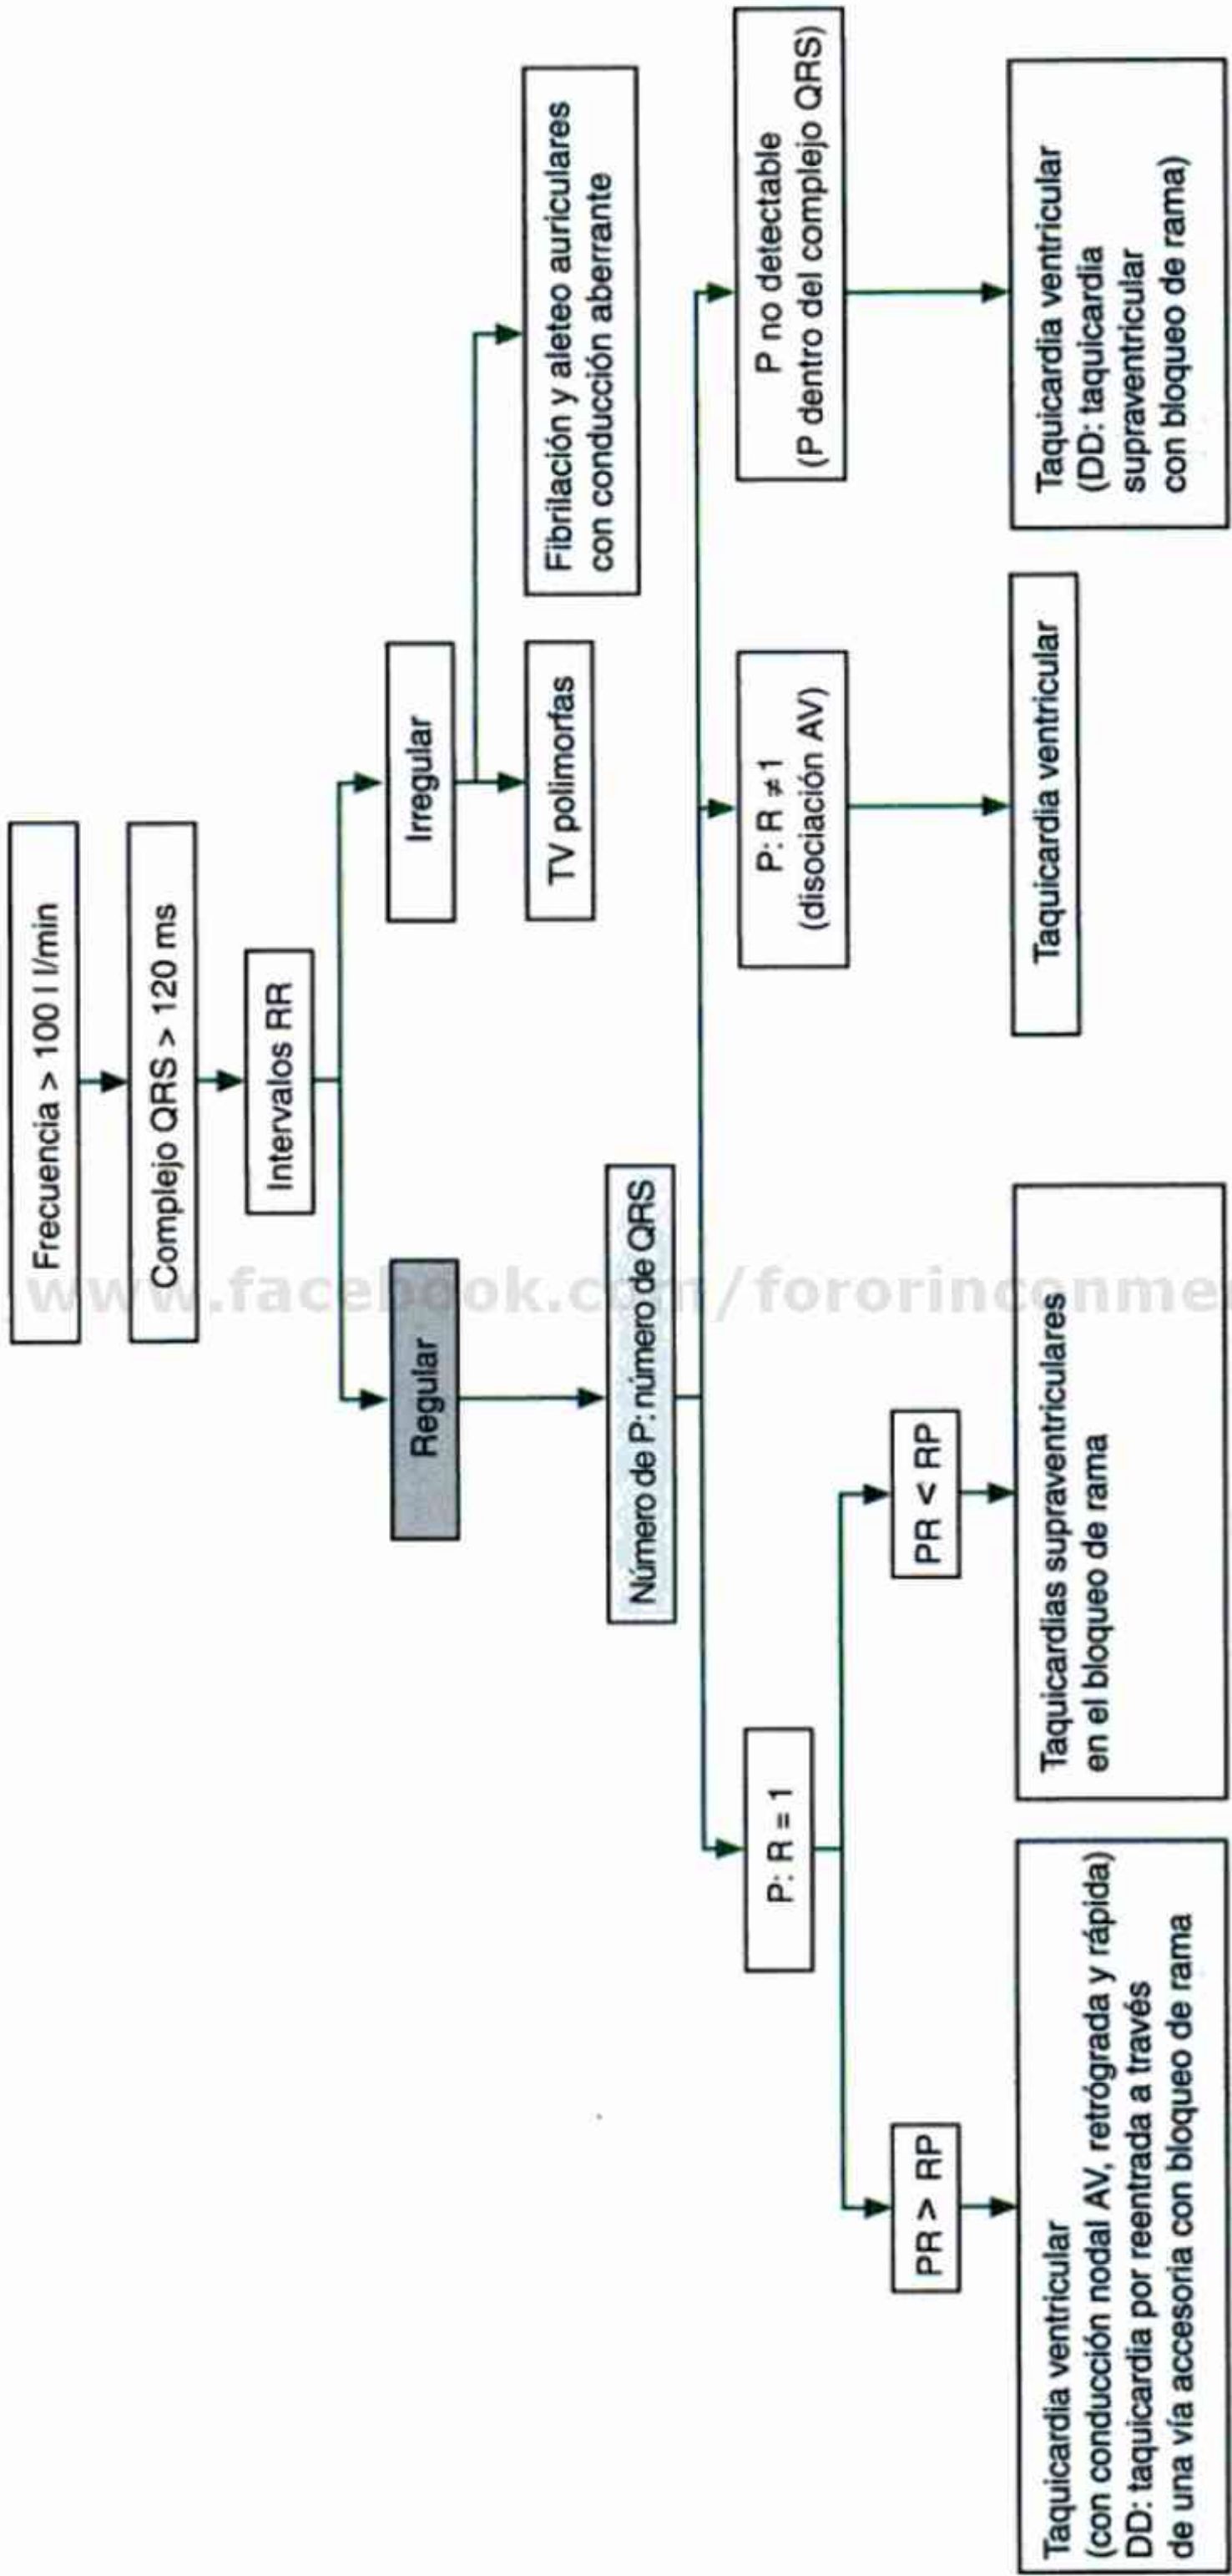 Frecuencia > 100 l l/min
Complejo QRS > 120 ms
Intervalos RR
Regular
Irregular
TV polimorfas
Fibrilación y aleteo auriculares
con conducción aberrante
Número de P: número de QRS
P: R = 1
P: R ≠ 1
(disociación AV)
P no detectable
(P dentro del complejo QRS)
PR > RP
PR < RP
Taquicardia ventricular
(con conducción nodal AV, retrógrada y rápida)
DD: taquicardia por reentrada a través
de una vía accesoria con bloqueo de rama
Taquicardias supraventriculares
en el bloqueo de rama
Taquicardia ventricular
Taquicardia ventricular
(DD: taquicardia
supraventricular
con bloqueo de rama)
www.facebook.com/fororinconme